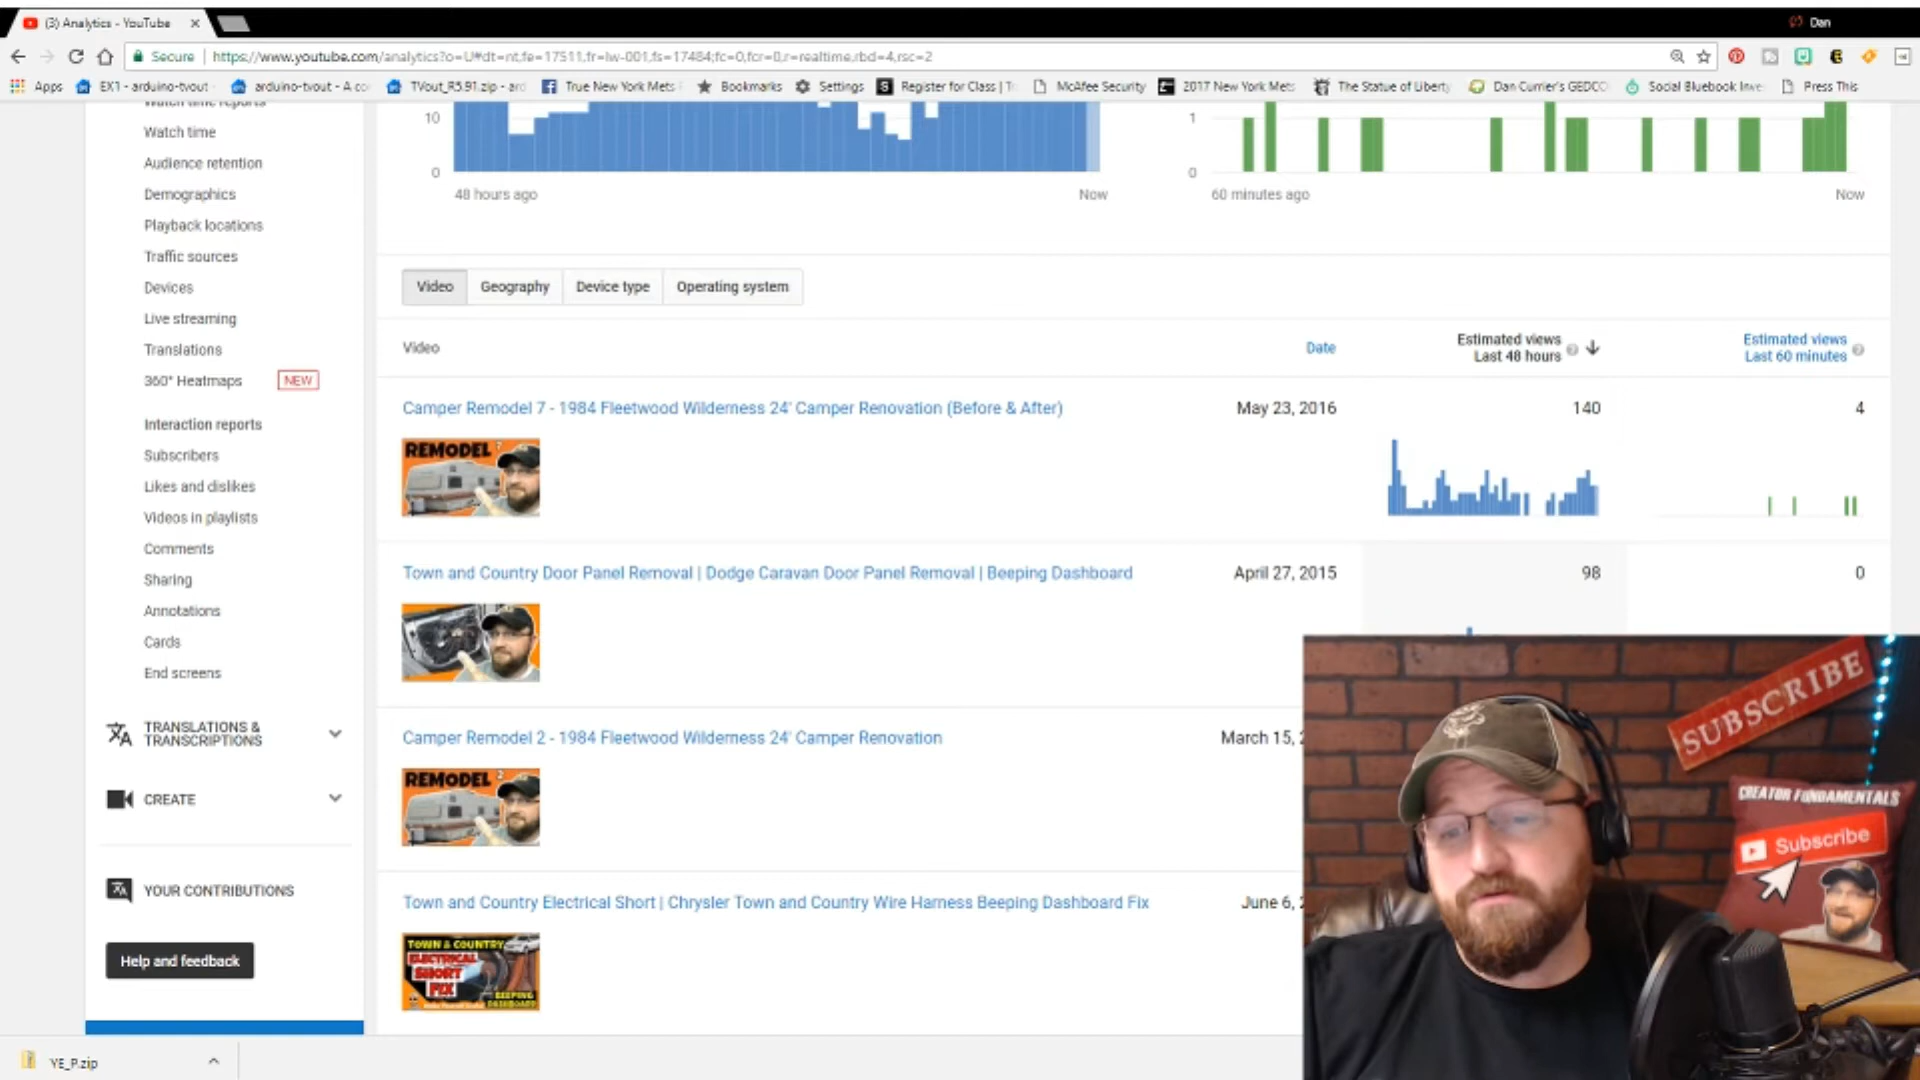 (3) Analytics - YouTube
Dan
Secure
https://www.youtube.com/analytics?o=U#dt=nt,fe=17511,fr=lw-001,fs=17484;fc=0,fcr=0,r=realtime,rbd=4,rsc=2
Apps
EX1 - arduino-tvout
arduino-tvout - A co
TVout_R5.91.zip - ard
True New York Mets
Bookmarks
Settings
Register for Class | T
McAfee Security
2017 New York Mets
The Statue of Liberty
Dan Currier's GEDCO
Social Bluebook Inve
Press This
Watch time reports
Watch time
Audience retention
Demographics
Playback locations
Traffic sources
Devices
Live streaming
Translations
360° Heatmaps NEW
Interaction reports
Subscribers
Likes and dislikes
Videos in playlists
Comments
Sharing
Annotations
Cards
End screens
TRANSLATIONS &
TRANSCRIPTIONS
CREATE
YOUR CONTRIBUTIONS
Help and feedback
10
0
48 hours ago
Now
1
0
60 minutes ago
Now
Video
Geography
Device type
Operating system
Video
Date
Estimated views
Last 48 hours
Estimated views
Last 60 minutes
Camper Remodel 7 - 1984 Fleetwood Wilderness 24' Camper Renovation (Before & After)
May 23, 2016
140
4
REMODEL 7
Town and Country Door Panel Removal | Dodge Caravan Door Panel Removal | Beeping Dashboard
April 27, 2015
98
0
Camper Remodel 2 - 1984 Fleetwood Wilderness 24' Camper Renovation
March 15, 2
REMODEL 2
Town and Country Electrical Short | Chrysler Town and Country Wire Harness Beeping Dashboard Fix
June 6, 2
TOWN & COUNTRY
ELECTRICAL
SHORT
FIX
BEEPING
DASHBOARD
SUBSCRIBE
CREATOR FUNDAMENTALS
Subscribe
YE_P.zip